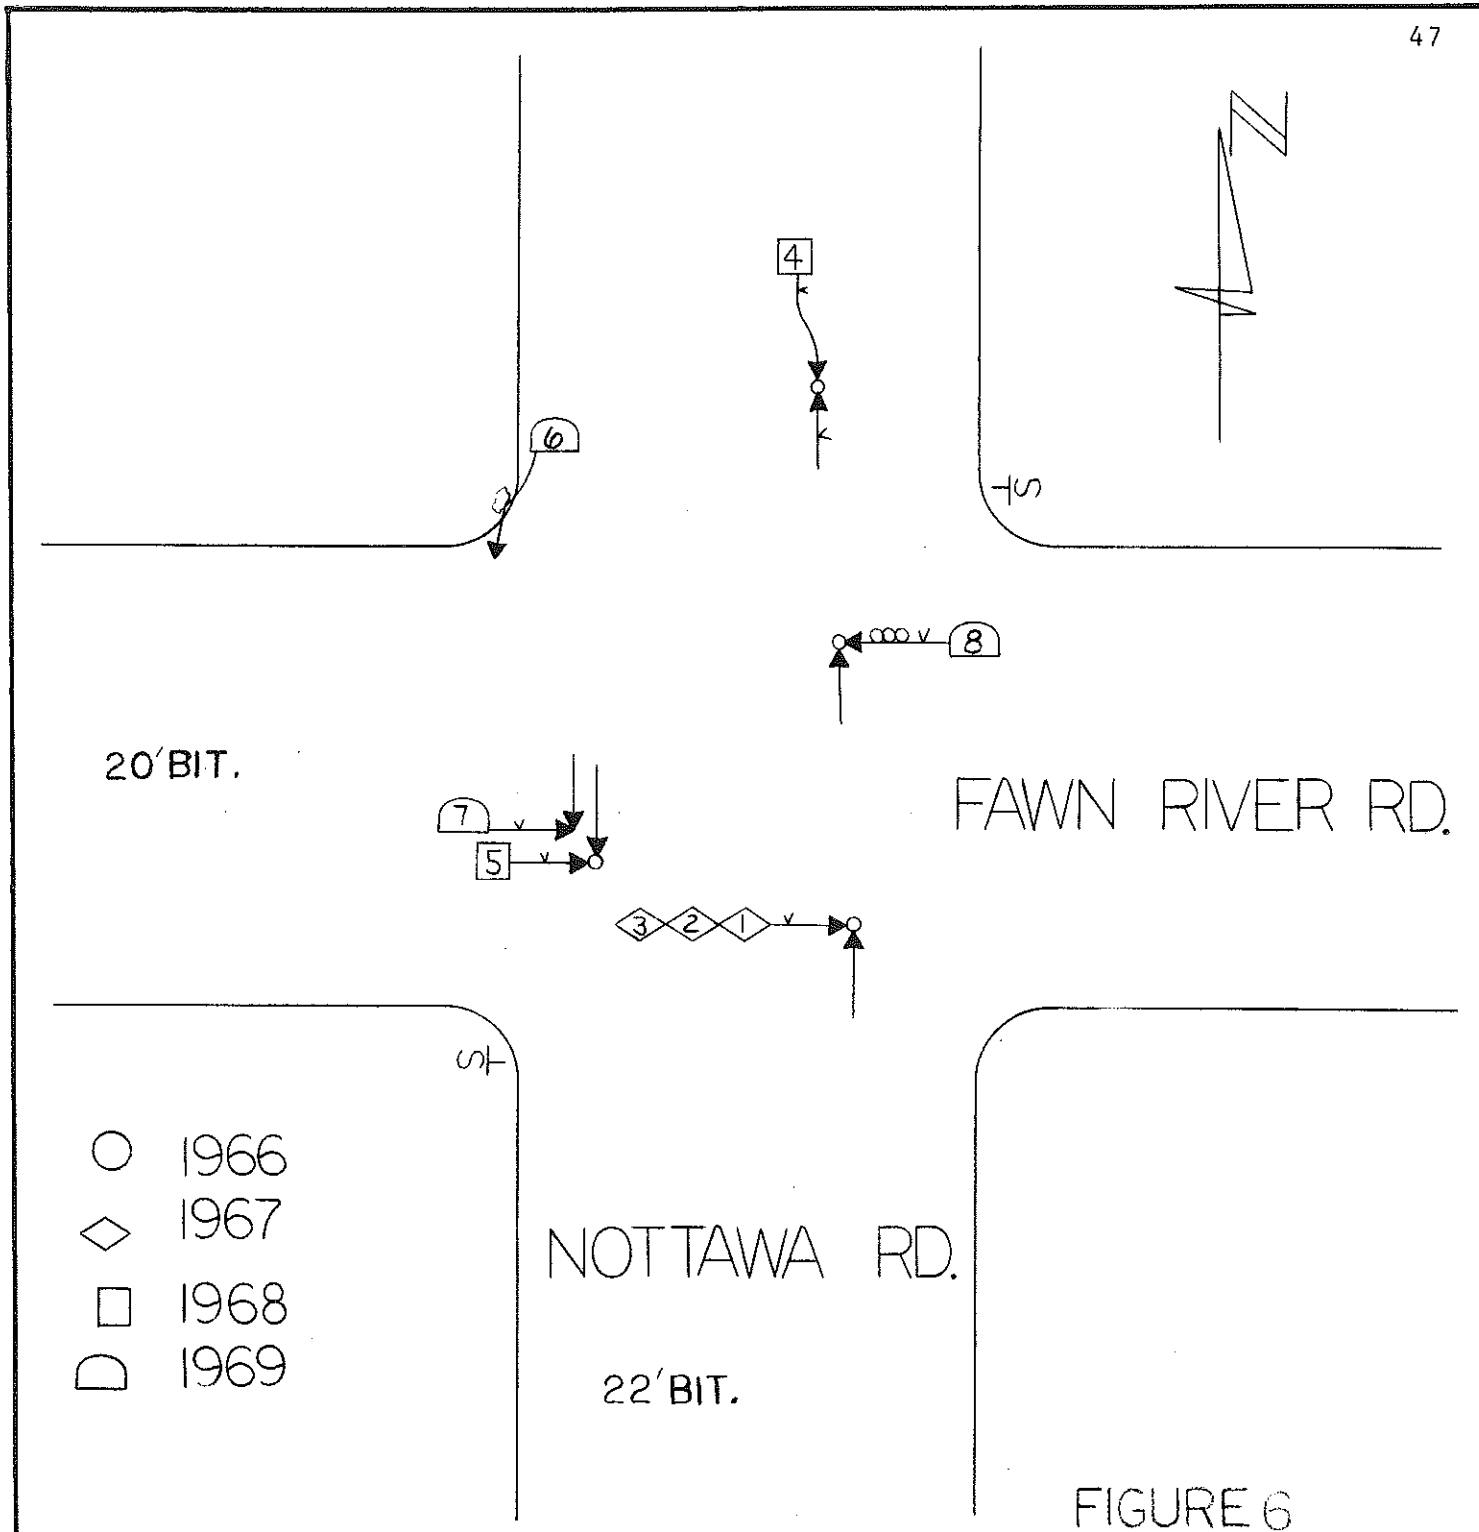 47
N
4
6
S
8
20' BIT.
FAWN RIVER RD.
7
5
3 2 1
S
1966
1967
1968
1969
NOTTAWA RD.
22' BIT.
FIGURE 6